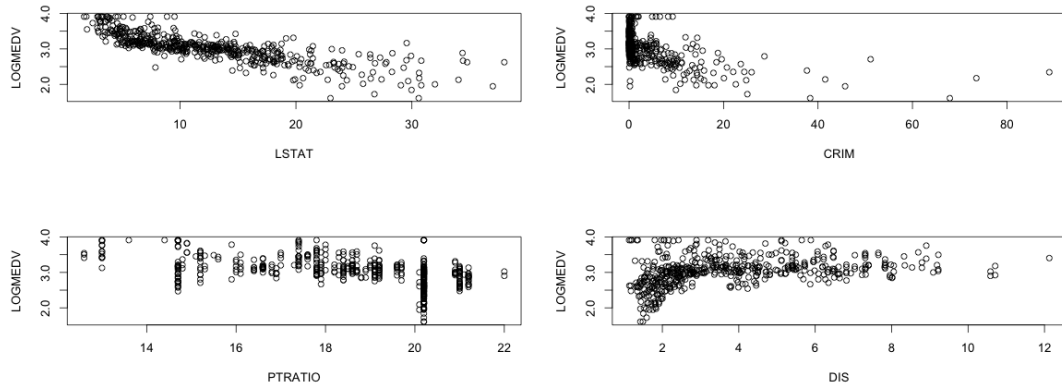 LOGMEDV
2.0 3.0 4.0
10 20 30
LSTAT
LOGMEDV
2.0 3.0 4.0
0 20 40 60 80
CRIM
LOGMEDV
2.0 3.0 4.0
14 16 18 20 22
PTRATIO
LOGMEDV
2.0 3.0 4.0
2 4 6 8 10 12
DIS